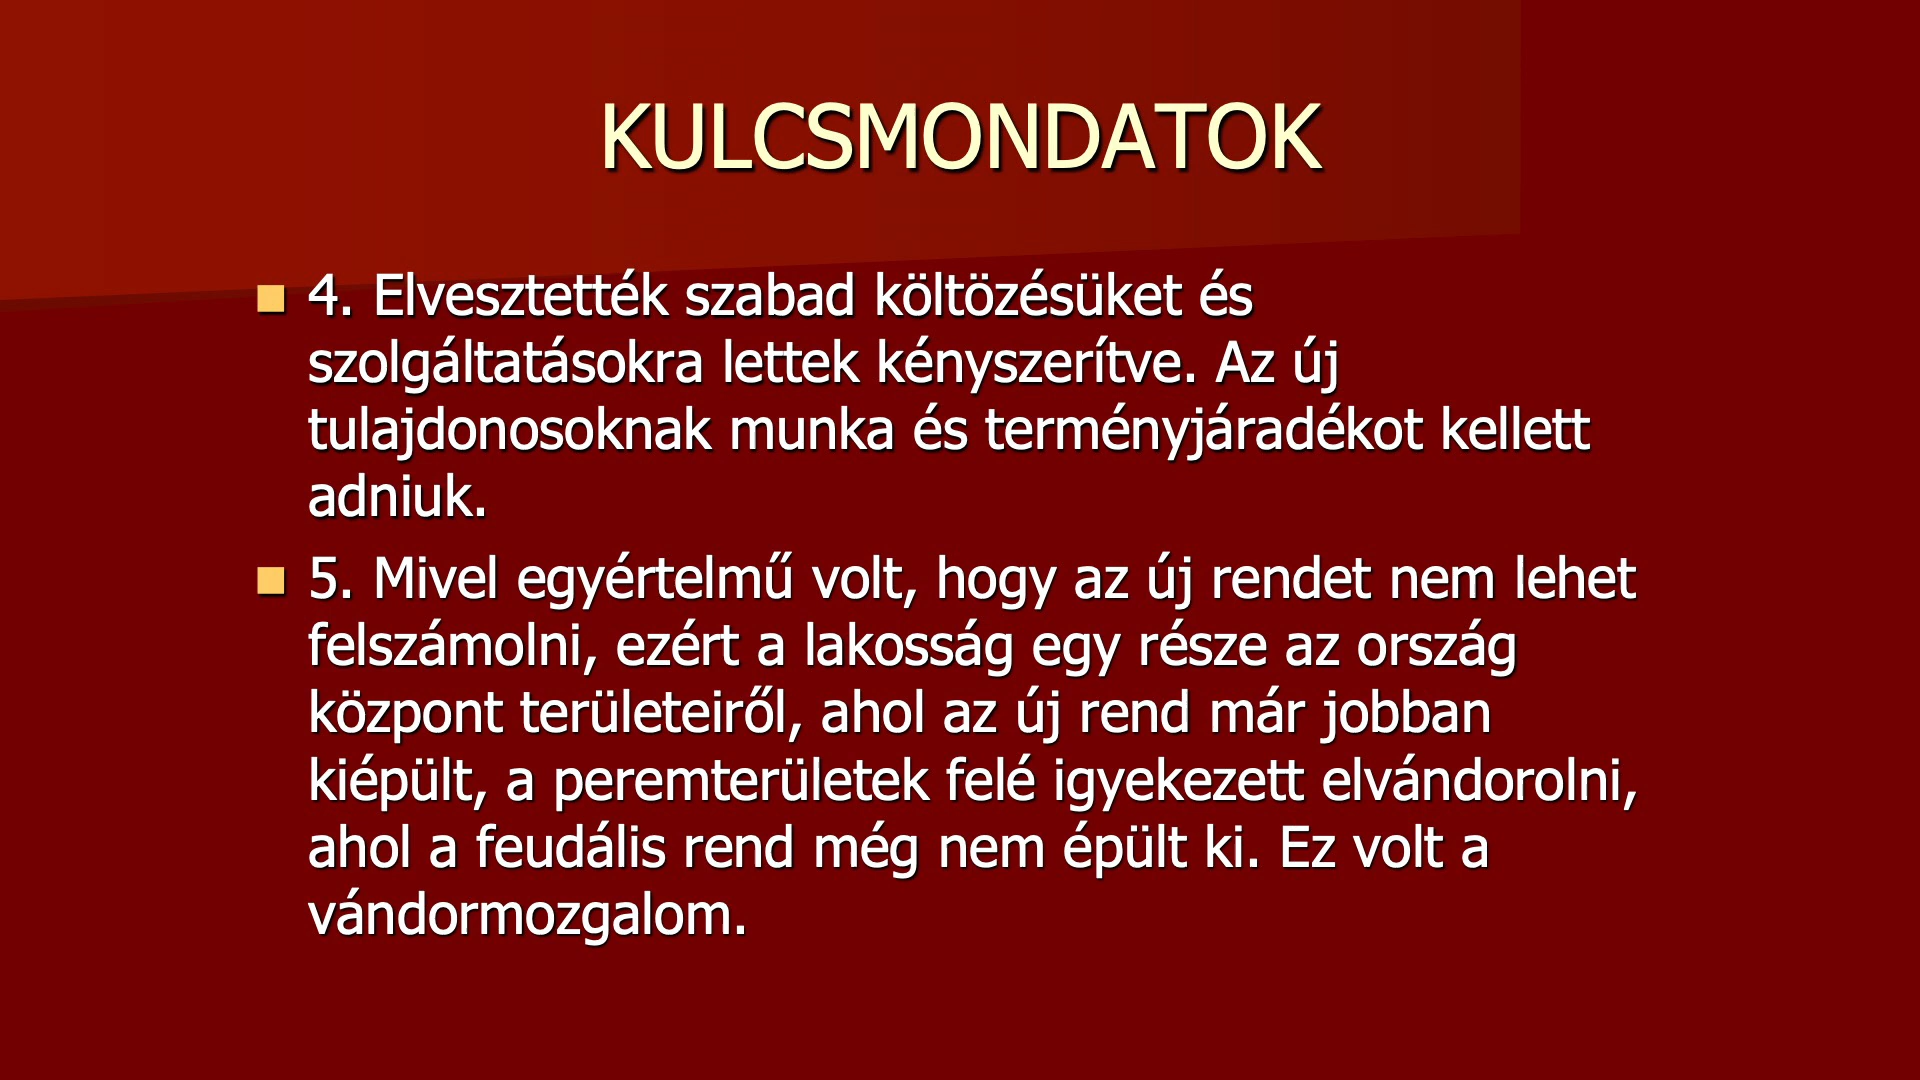 KULCSMONDATOK
4. Elvesztették szabad költözésüket és
szolgáltatásokra lettek kényszerítve. Az új
tulajdonosoknak munka és terményjáradékot kellett
adniuk.
5. Mivel egyértelmű volt, hogy az új rendet nem lehet
felszámolni, ezért a lakosság egy része az ország
központ területeiről, ahol az új rend már jobban
kiépült, a peremterületek felé igyekezett elvándorolni,
ahol a feudális rend még nem épült ki. Ez volt a
vándormozgalom.